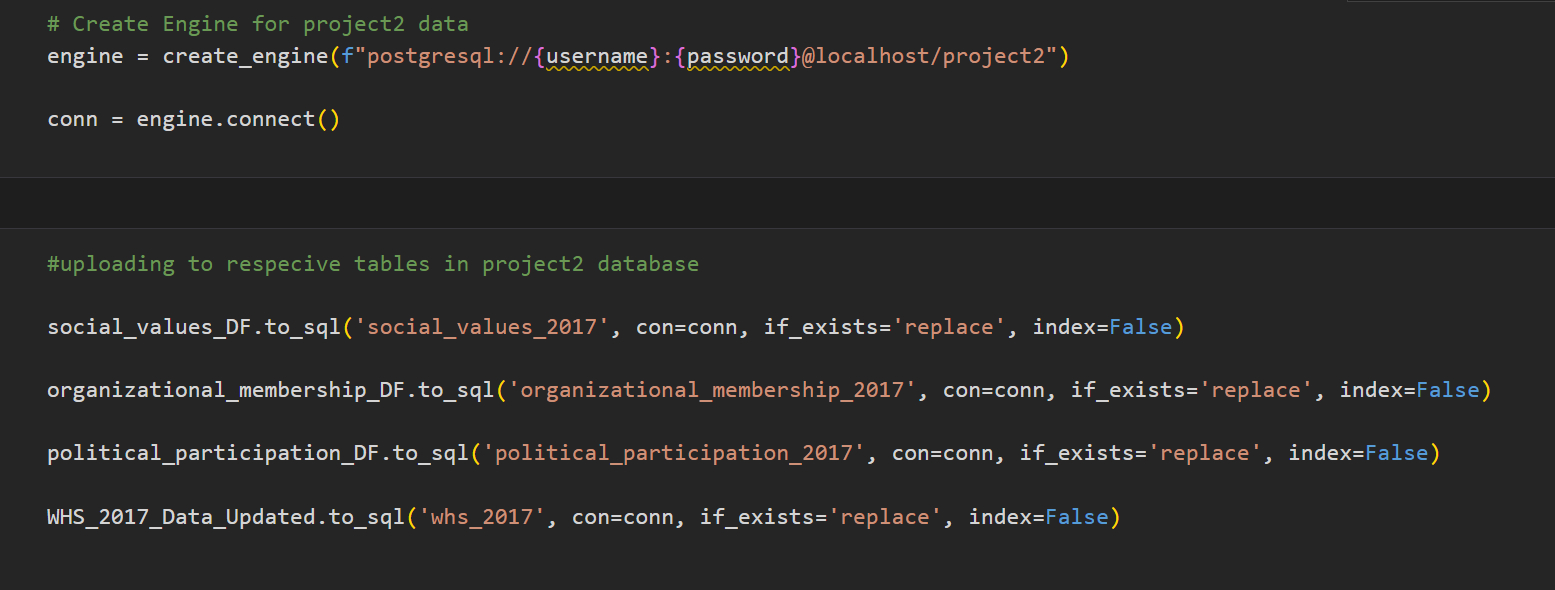 # Create Engine for project2 data
engine = create_engine(f"postgresql://{username}:{password}@localhost/project2")
conn = engine.connect()
#uploading to respecive tables in project2 database
social_values_DF.to_sql('social_values_2017', con=conn, if_exists='replace', index=False)
organizational_membership_DF.to_sql('organizational_membership_2017', con=conn, if_exists='replace', index=False)
political_participation_DF.to_sql('political_participation_2017', con=conn, if_exists='replace', index=False)
WHS_2017_Data_Updated.to_sql('whs_2017', con=conn, if_exists='replace', index=False)